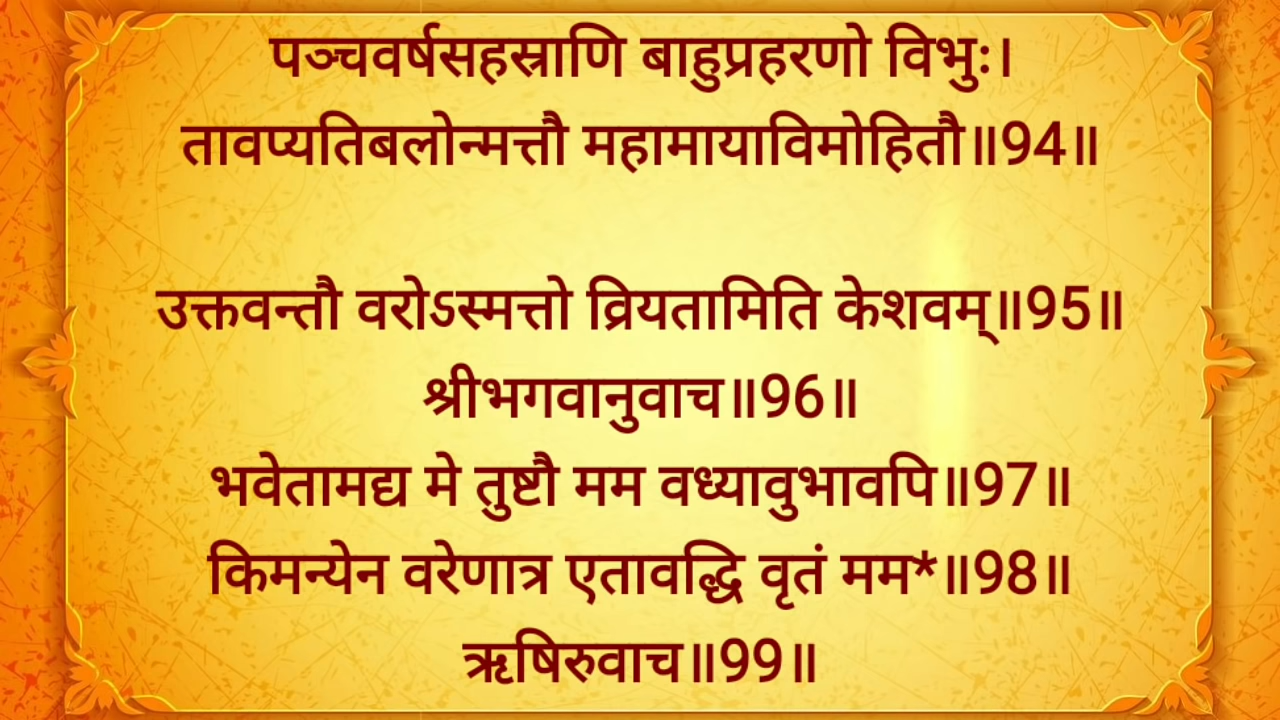 पञ्चवर्षसहस्राणि बाहुप्रहरणो विभुः।
तावप्यतिबलोन्मत्तौ महामायाविमोहितौ॥94॥
उक्तवन्तौ वरोऽस्मत्तो व्रियतामिति केशवम्॥95॥
श्रीभगवानुवाच॥96॥
भवेतामद्य मे तुष्टौ मम वध्यावुभावपि॥97॥
किमन्येन वरेणात्र एतावद्धि वृतं मम*॥98॥
ऋषिरुवाच॥99॥